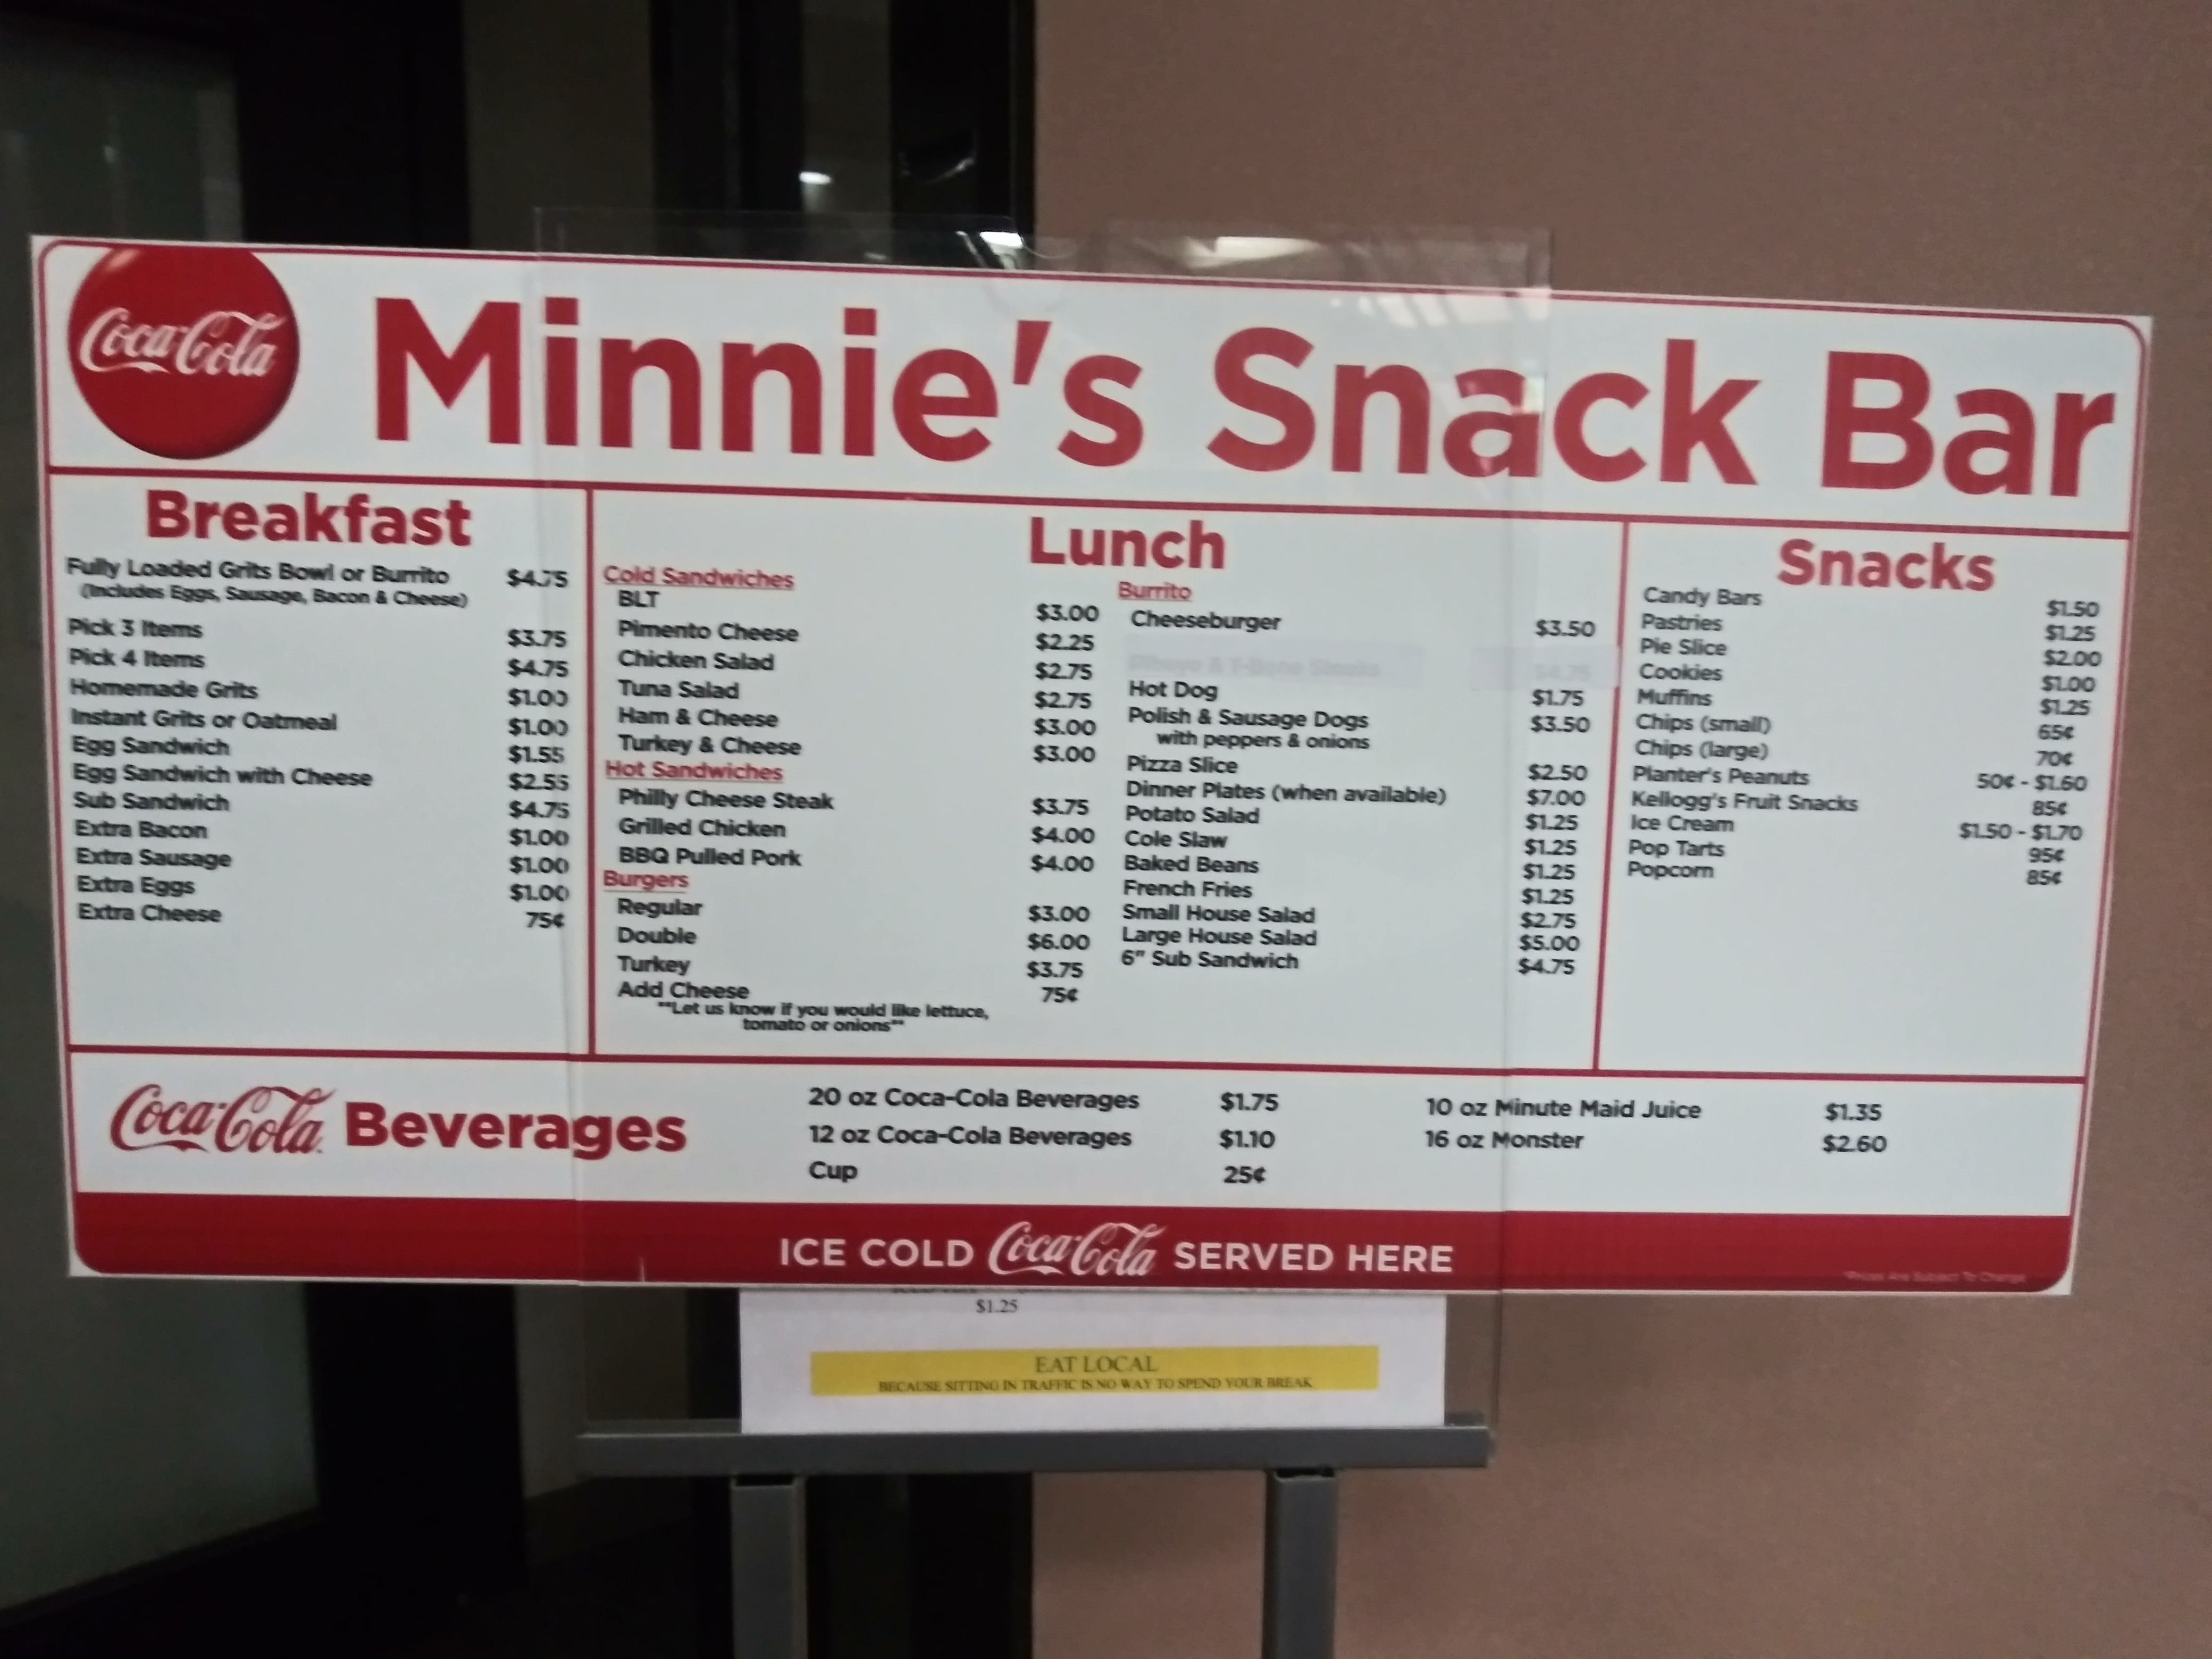 Coca-Cola
Minnie's Snack Bar
Breakfast
Fully Loaded Grits Bowl or Burrito $4.75
(Includes Eggs, Sausage, Bacon & Cheese)
Pick 3 Items $3.75
Pick 4 Items $4.75
Homemade Grits $1.00
Instant Grits or Oatmeal $1.00
Egg Sandwich $1.55
Egg Sandwich with Cheese $2.55
Sub Sandwich $4.75
Extra Bacon $1.00
Extra Sausage $1.00
Extra Eggs $1.00
Extra Cheese 75¢
Lunch
Cold Sandwiches
BLT $3.00
Pimento Cheese $2.25
Chicken Salad $2.75
Tuna Salad $2.75
Ham & Cheese $3.00
Turkey & Cheese $3.00
Hot Sandwiches
Philly Cheese Steak $3.75
Grilled Chicken $4.00
BBQ Pulled Pork $4.00
Burgers
Regular $3.00
Double $6.00
Turkey $3.75
Add Cheese 75¢
**Let us know if you would like lettuce,
tomato or onions**
Burrito
Cheeseburger $3.50
Ribeye & T-Bone Steaks $4.75
Hot Dog $1.75
Polish & Sausage Dogs $3.50
with peppers & onions
Pizza Slice $2.50
Dinner Plates (when available) $7.00
Potato Salad $1.25
Cole Slaw $1.25
Baked Beans $1.25
French Fries $1.25
Small House Salad $2.75
Large House Salad $5.00
6" Sub Sandwich $4.75
Snacks
Candy Bars $1.50
Pastries $1.25
Pie Slice $2.00
Cookies $1.00
Muffins $1.25
Chips (small) 65¢
Chips (large) 70¢
Planter's Peanuts 50¢ - $1.60
Kellogg's Fruit Snacks 85¢
Ice Cream $1.50 - $1.70
Pop Tarts 95¢
Popcorn 85¢
Coca-Cola Beverages
20 oz Coca-Cola Beverages $1.75
12 oz Coca-Cola Beverages $1.10
Cup 25¢
10 oz Minute Maid Juice $1.35
16 oz Monster $2.60
ICE COLD Coca-Cola SERVED HERE
*Prices Are Subject To Change
$1.25
EAT LOCAL
BECAUSE SITTING IN TRAFFIC IS NO WAY TO SPEND YOUR BREAK